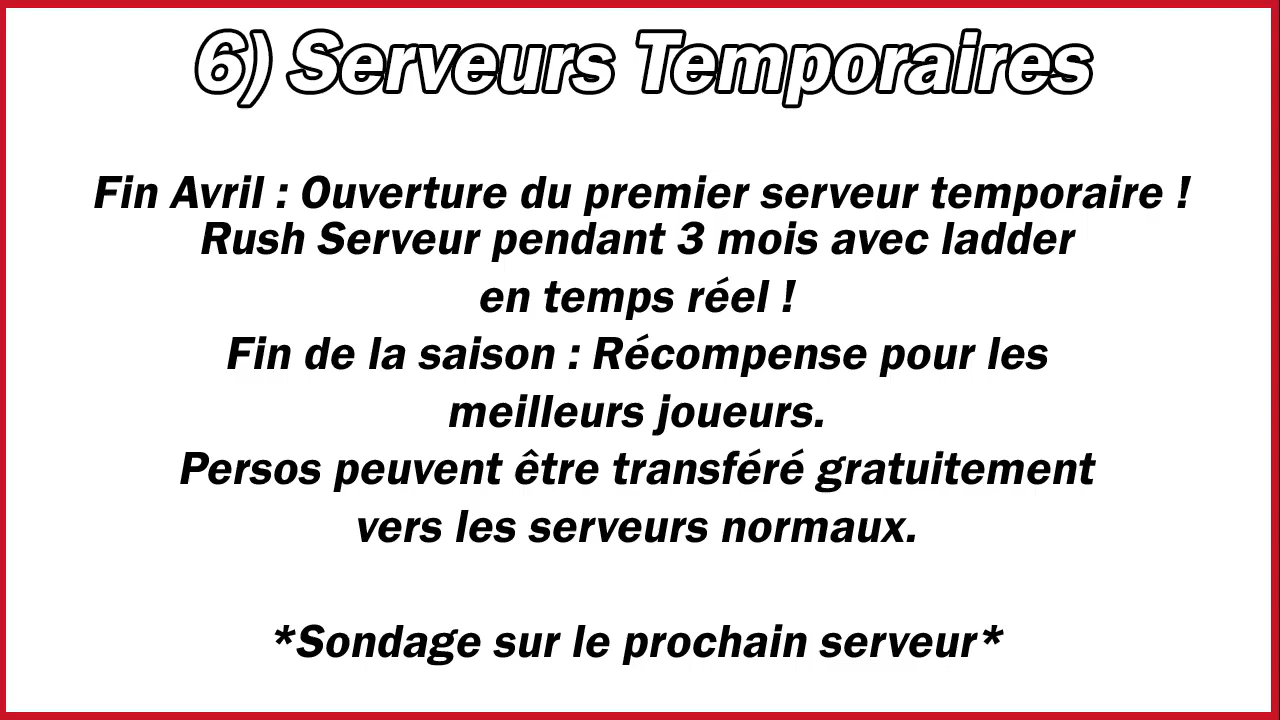 6) Serveurs Temporaires
Fin Avril : Ouverture du premier serveur temporaire !
Rush Serveur pendant 3 mois avec ladder
en temps réel !
Fin de la saison : Récompense pour les
meilleurs joueurs.
Persos peuvent être transféré gratuitement
vers les serveurs normaux.
*Sondage sur le prochain serveur*